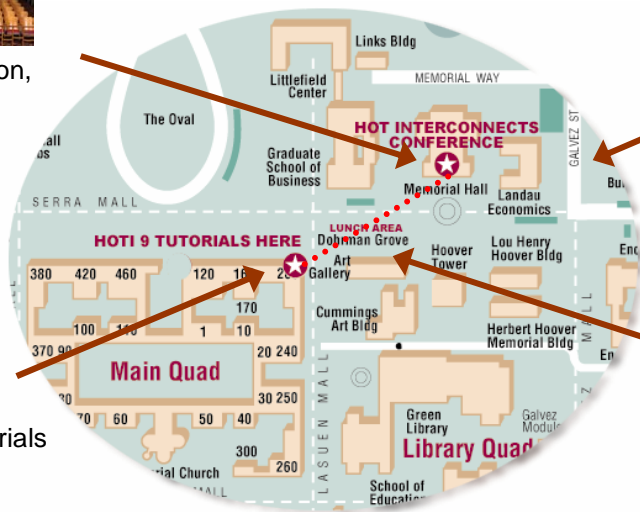 Links Bldg
MEMORIAL WAY
Littlefield
Center
The Oval
HOT INTERCONNECTS
CONFERENCE
GALVEZ ST
Graduate
School of
Business
Memorial Hall
Landau
Economics
SERRA MALL
LUNCH AREA
Dohrman Grove
HOTI 9 TUTORIALS HERE
Art
Gallery
Hoover
Tower
Lou Henry
Hoover Bldg
380 420 460 120
170
Cummings
Art Bldg
100 1 10
Herbert Hoover
Memorial Bldg
MALL
370
20 240
Main Quad
30 250
LASUEN MALL
60 50 40
Green
Library
Galvez
Library Quad
300
260
MALL
School of